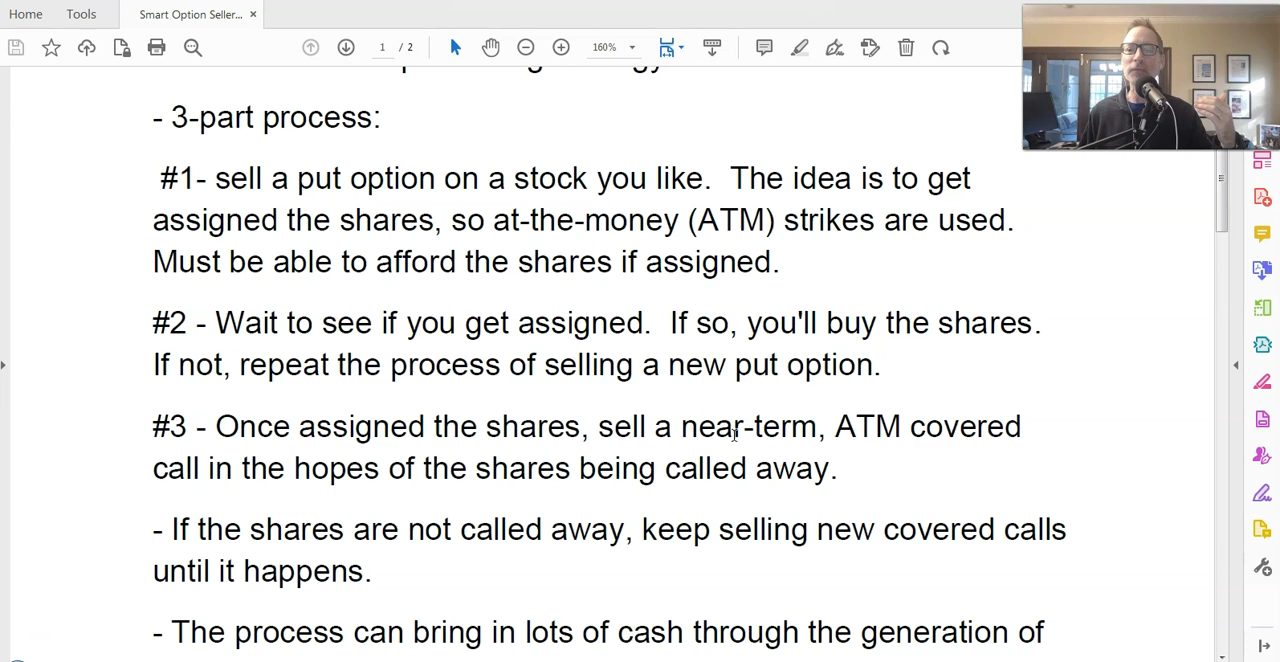 Home
Tools
Smart Option Seller...
×
1 / 2
160%
- 3-part process:
#1- sell a put option on a stock you like.  The idea is to get
assigned the shares, so at-the-money (ATM) strikes are used.
Must be able to afford the shares if assigned.
#2 - Wait to see if you get assigned.  If so, you'll buy the shares.
If not, repeat the process of selling a new put option.
#3 - Once assigned the shares, sell a near-term, ATM covered
call in the hopes of the shares being called away.
- If the shares are not called away, keep selling new covered calls
until it happens.
- The process can bring in lots of cash through the generation of